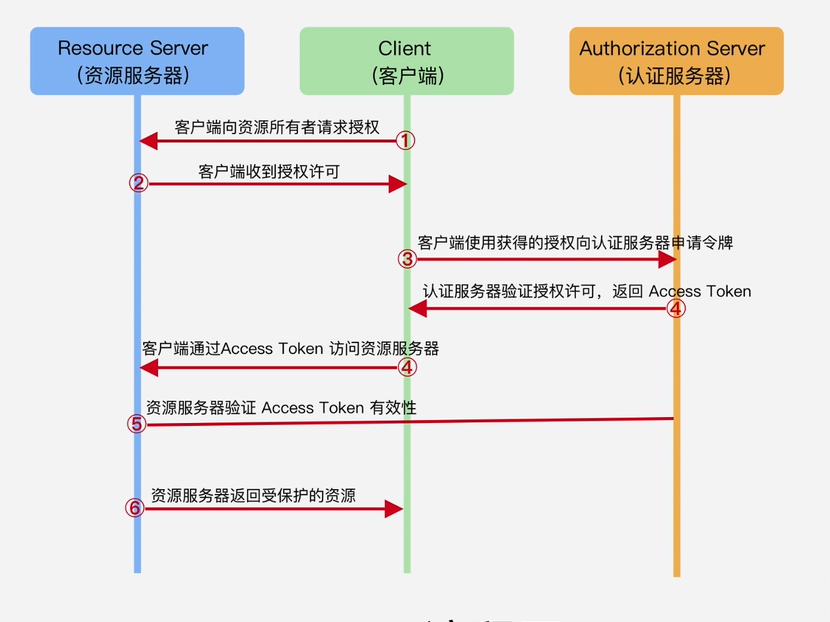 Resource Server
（资源服务器）
Client
（客户端）
Authorization Server
（认证服务器）
客户端向资源所有者请求授权
①
客户端收到授权许可
②
客户端使用获得的授权向认证服务器申请令牌
③
认证服务器验证授权许可，返回 Access Token
④
客户端通过Access Token 访问资源服务器
④
资源服务器验证 Access Token 有效性
⑤
资源服务器返回受保护的资源
⑥